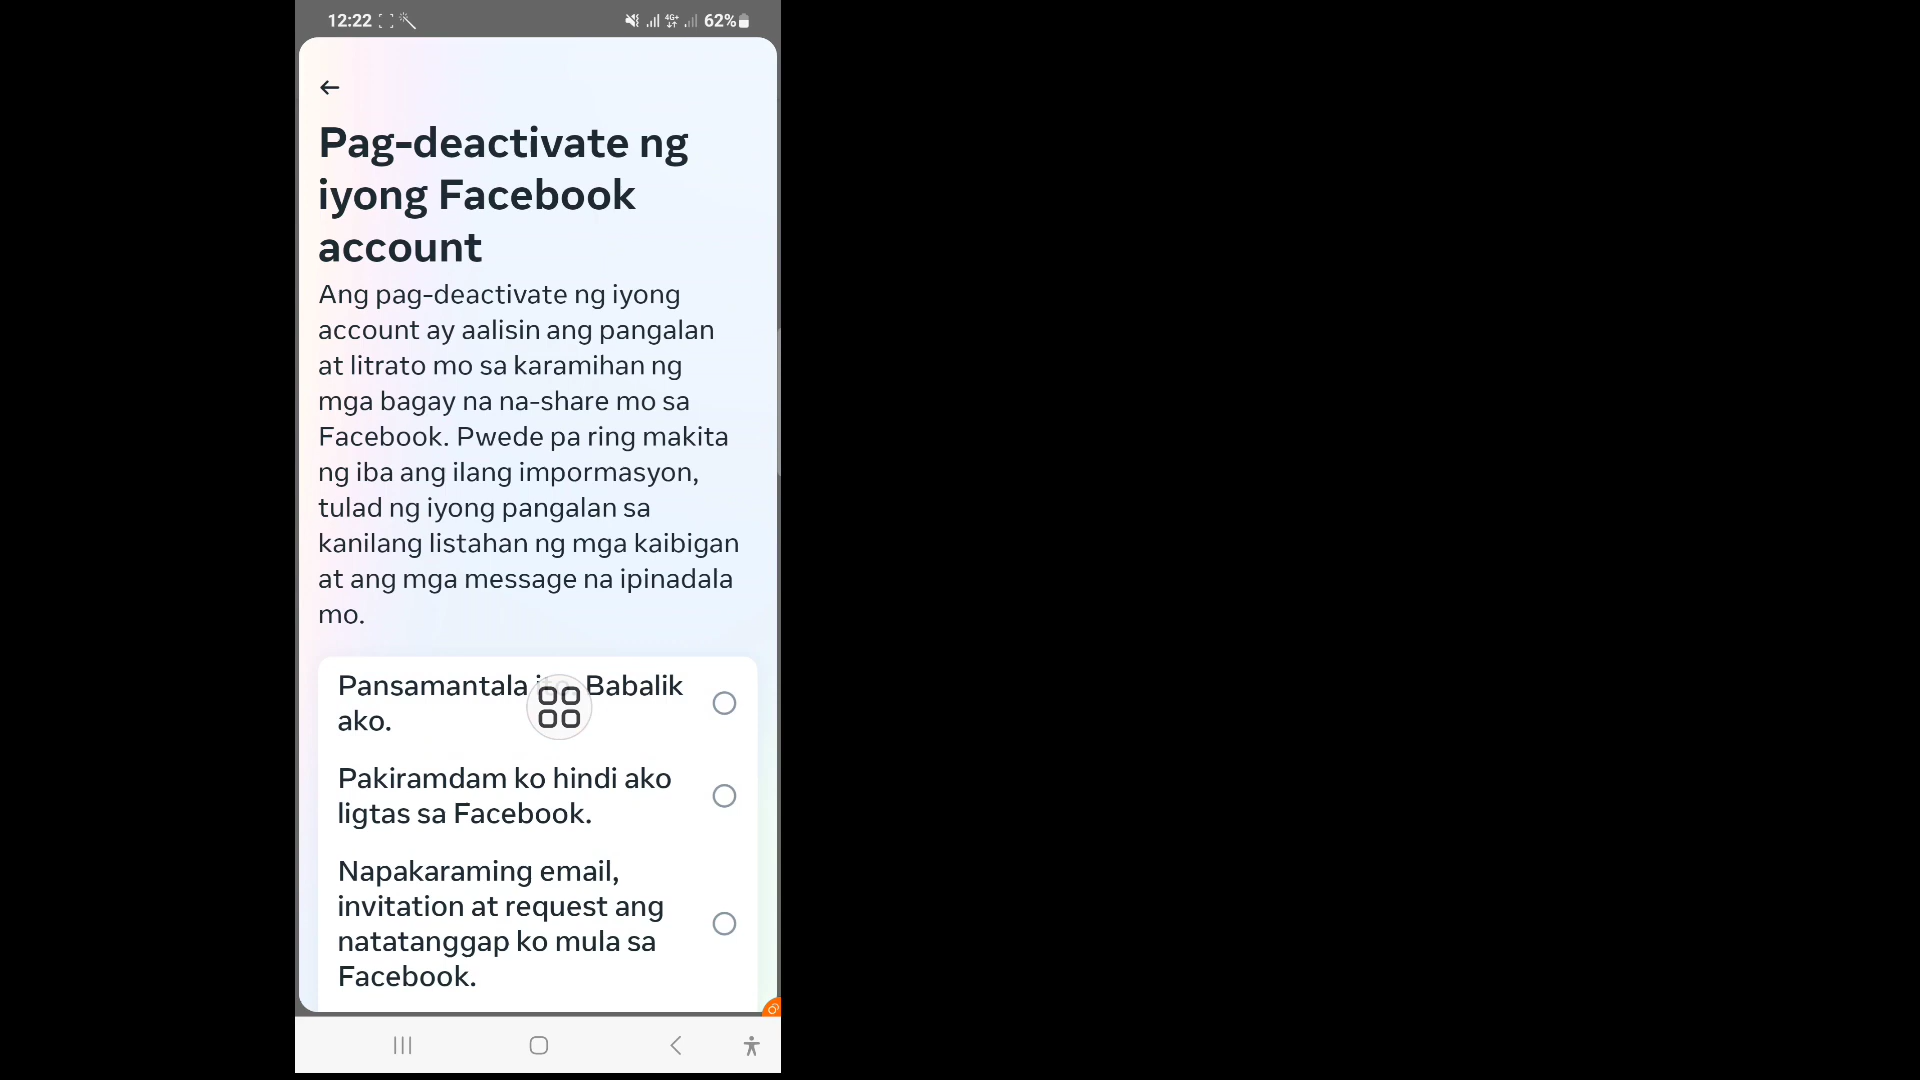 12:22
4G+
62%
Pag-deactivate ng
iyong Facebook
account
Ang pag-deactivate ng iyong
account ay aalisin ang pangalan
at litrato mo sa karamihan ng
mga bagay na na-share mo sa
Facebook. Pwede pa ring makita
ng iba ang ilang impormasyon,
tulad ng iyong pangalan sa
kanilang listahan ng mga kaibigan
at ang mga message na ipinadala
mo.
Pansamantala ito. Babalik
ako.
Pakiramdam ko hindi ako
ligtas sa Facebook.
Napakaraming email,
invitation at request ang
natatanggap ko mula sa
Facebook.